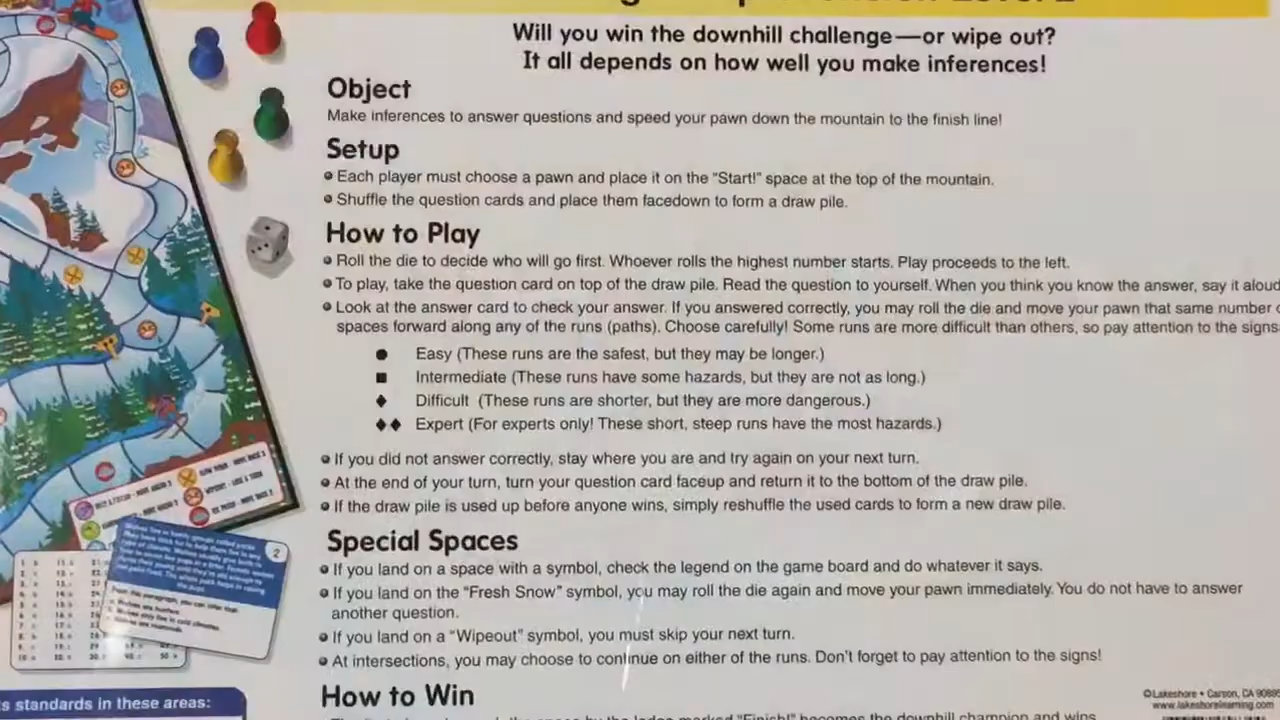 Will you win the downhill challenge—or wipe out?
It all depends on how well you make inferences!
Object
Make inferences to answer questions and speed your pawn down the mountain to the finish line!
Setup
Each player must choose a pawn and place it on the "Start!" space at the top of the mountain.
Shuffle the question cards and place them facedown to form a draw pile.
How to Play
Roll the die to decide who will go first. Whoever rolls the highest number starts. Play proceeds to the left.
To play, take the question card on top of the draw pile. Read the question to yourself. When you think you know the answer, say it aloud
Look at the answer card to check your answer. If you answered correctly, you may roll the die and move your pawn that same number
spaces forward along any of the runs (paths). Choose carefully! Some runs are more difficult than others, so pay attention to the signs
Easy (These runs are the safest, but they may be longer.)
Intermediate (These runs have some hazards, but they are not as long.)
Difficult (These runs are shorter, but they are more dangerous.)
Expert (For experts only! These short, steep runs have the most hazards.)
If you did not answer correctly, stay where you are and try again on your next turn.
At the end of your turn, turn your question card faceup and return it to the bottom of the draw pile.
If the draw pile is used up before anyone wins, simply reshuffle the used cards to form a new draw pile.
Special Spaces
If you land on a space with a symbol, check the legend on the game board and do whatever it says.
If you land on the "Fresh Snow" symbol, you may roll the die again and move your pawn immediately. You do not have to answer
another question.
If you land on a "Wipeout" symbol, you must skip your next turn.
At intersections, you may choose to continue on either of the runs. Don't forget to pay attention to the signs!
How to Win
"Finish!" becomes the downhill champion and wins
2
s standards in these areas:
©Lakeshore • Carson, CA
www.lakeshorelearning.com